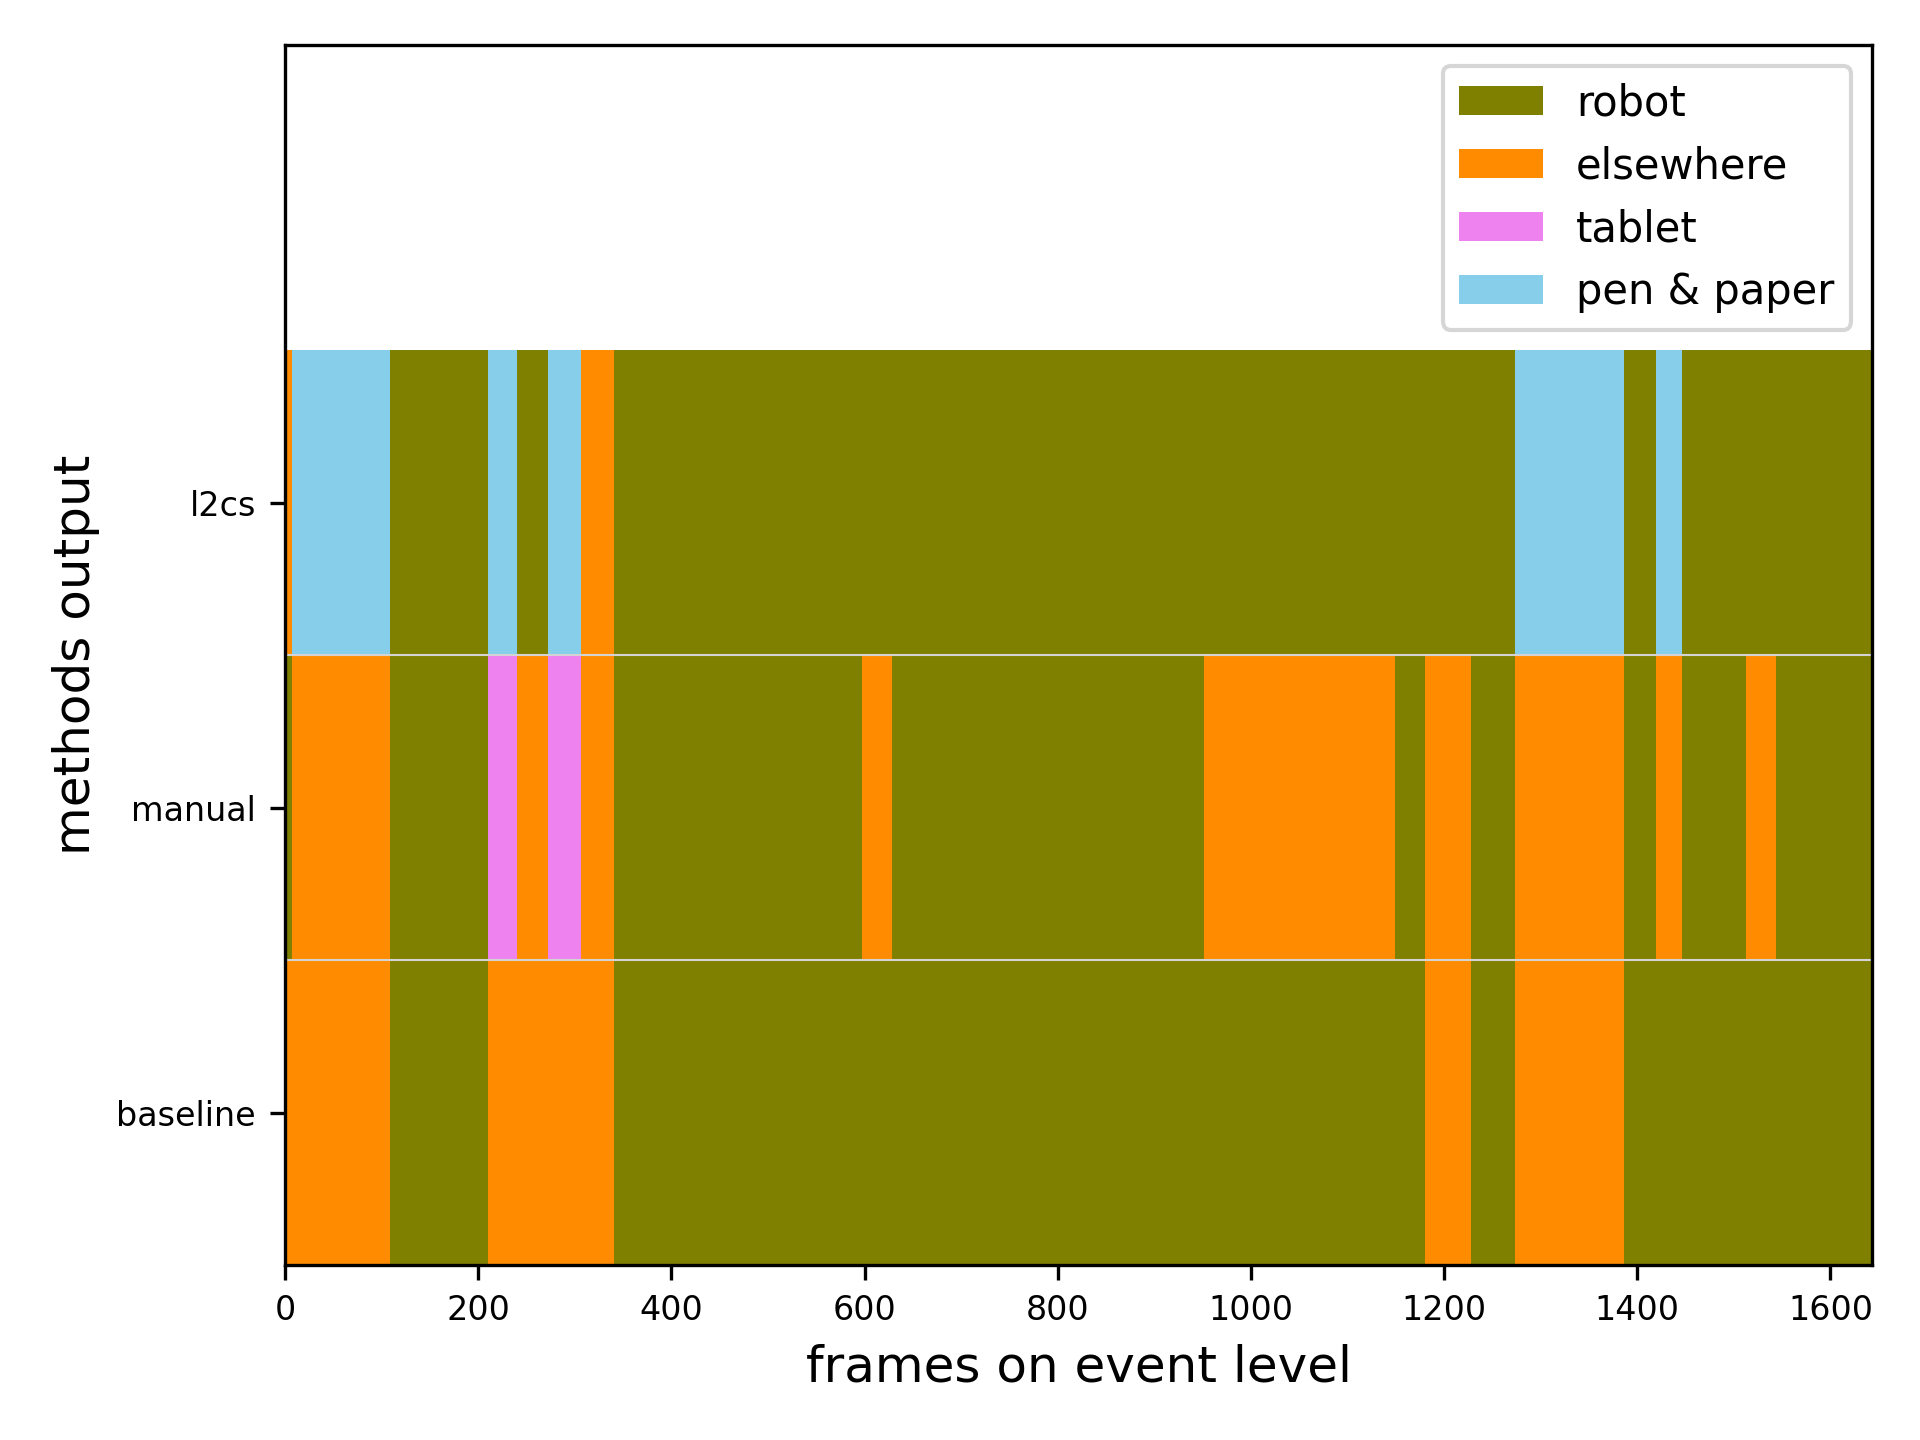 robot
elsewhere
tablet
pen & paper
methods output
l2cs
manual
baseline
0 200 400 600 800 1000 1200 1400 1600
frames on event level